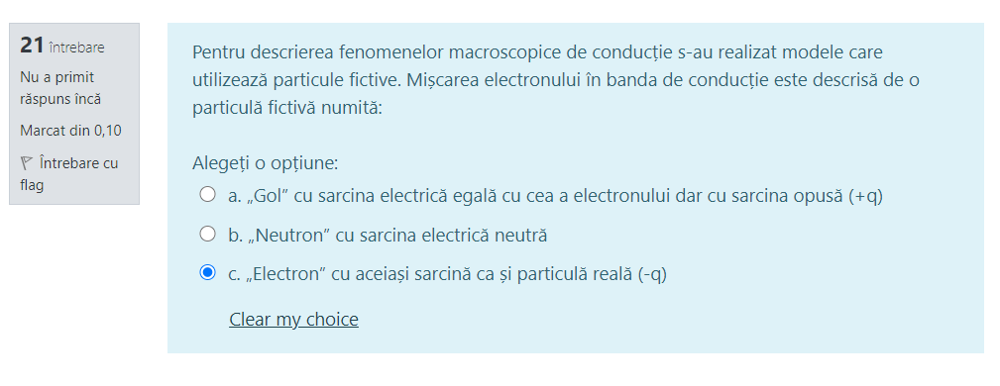 21 întrebare
Nu a primit
răspuns încă
Marcat din 0,10
Întrebare cu
flag
Pentru descrierea fenomenelor macroscopice de conducție s-au realizat modele care
utilizează particule fictive. Mișcarea electronului în banda de conducție este descrisă de o
particulă fictivă numită:
Alegeți o opțiune:
a. „Gol” cu sarcina electrică egală cu cea a electronului dar cu sarcina opusă (+q)
b. „Neutron” cu sarcina electrică neutră
c. „Electron” cu aceiași sarcină ca și particulă reală (-q)
Clear my choice